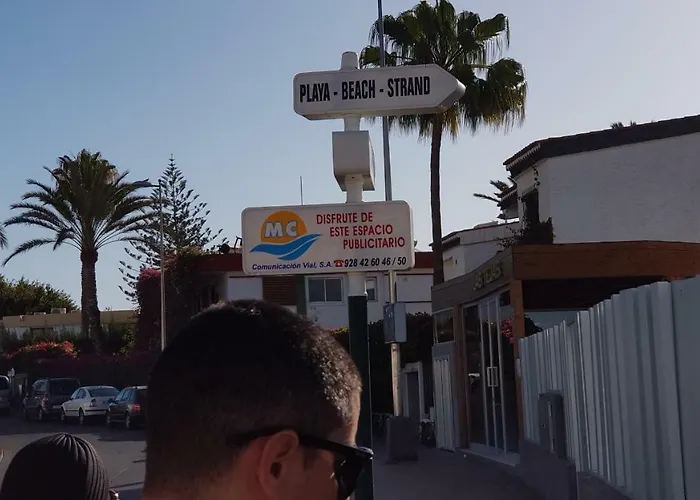 PLAYA - BEACH - STRAND
MC
DISFRUTE DE
ESTE ESPACIO
PUBLICITARIO
Comunicación Vial, S.A. ☎ 928 42 60 46 / 50